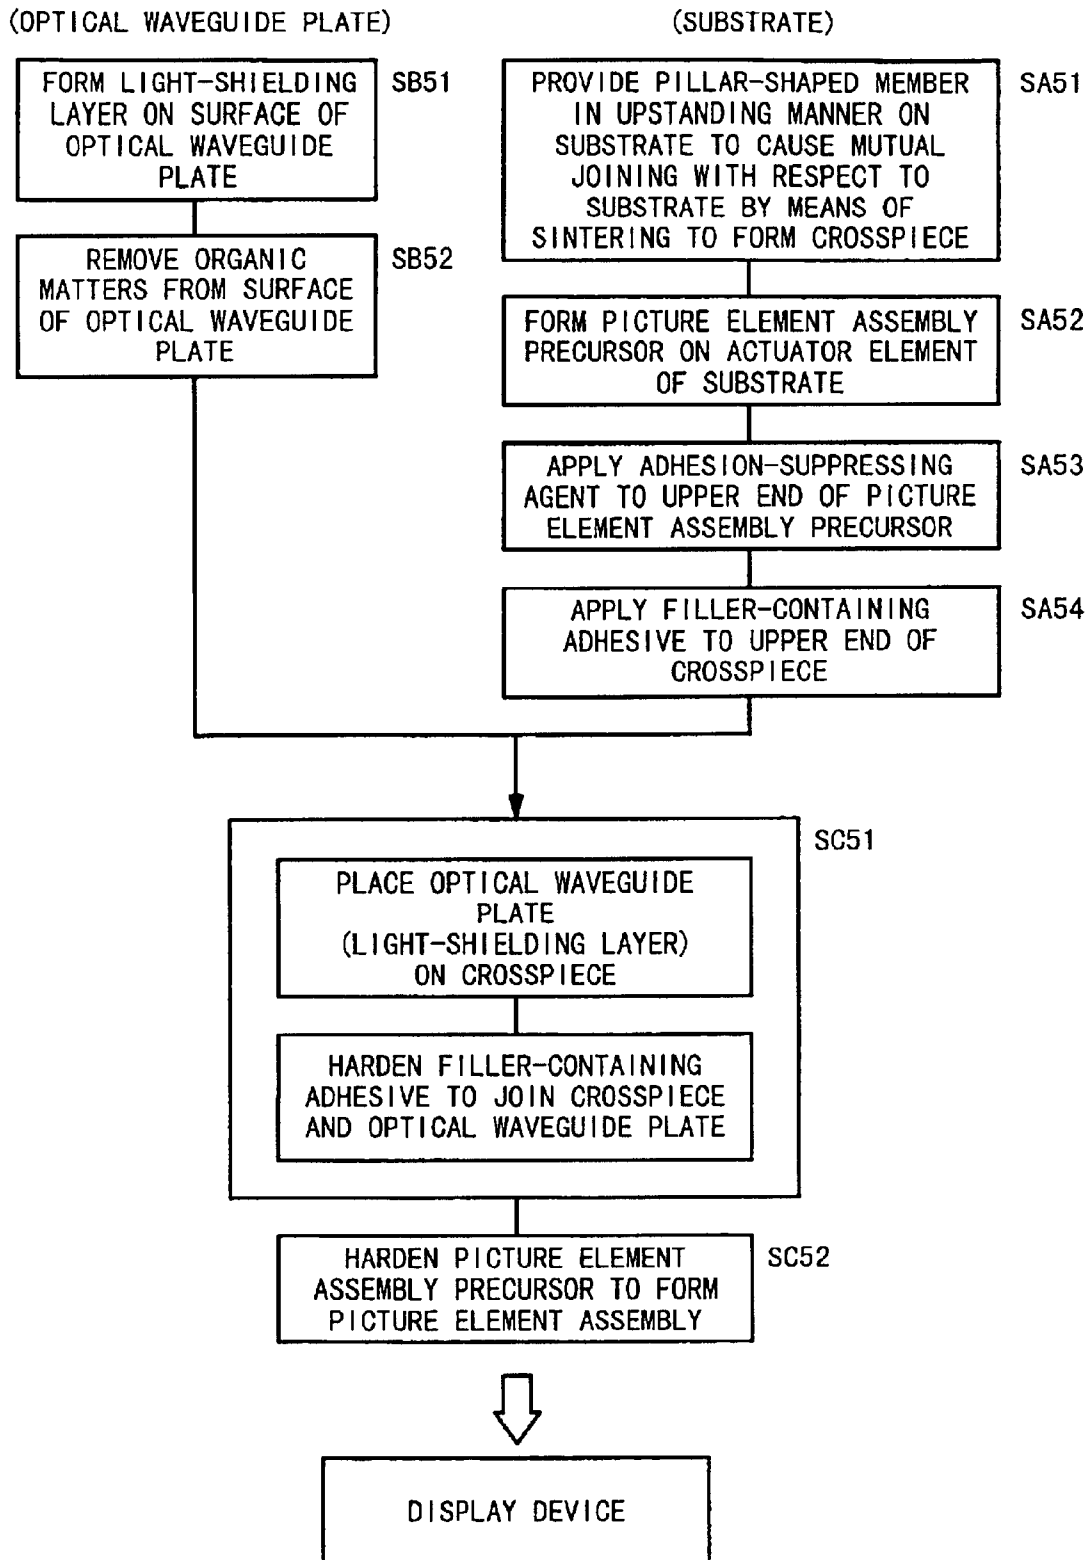 (OPTICAL WAVEGUIDE PLATE)
FORM LIGHT-SHIELDING
LAYER ON SURFACE OF
OPTICAL WAVEGUIDE
PLATE
SB51
REMOVE ORGANIC
MATTERS FROM SURFACE
OF OPTICAL WAVEGUIDE
PLATE
SB52
(SUBSTRATE)
PROVIDE PILLAR-SHAPED MEMBER
IN UPSTANDING MANNER ON
SUBSTRATE TO CAUSE MUTUAL
JOINING WITH RESPECT TO
SUBSTRATE BY MEANS OF
SINTERING TO FORM CROSSPIECE
SA51
FORM PICTURE ELEMENT ASSEMBLY
PRECURSOR ON ACTUATOR ELEMENT
OF SUBSTRATE
SA52
APPLY ADHESION-SUPPRESSING
AGENT TO UPPER END OF PICTURE
ELEMENT ASSEMBLY PRECURSOR
SA53
APPLY FILLER-CONTAINING
ADHESIVE TO UPPER END OF
CROSSPIECE
SA54
SC51
PLACE OPTICAL WAVEGUIDE
PLATE
(LIGHT-SHIELDING LAYER)
ON CROSSPIECE
HARDEN FILLER-CONTAINING
ADHESIVE TO JOIN CROSSPIECE
AND OPTICAL WAVEGUIDE PLATE
HARDEN PICTURE ELEMENT
ASSEMBLY PRECURSOR TO FORM
PICTURE ELEMENT ASSEMBLY
SC52
DISPLAY DEVICE